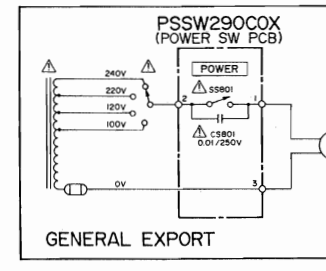 PSSW290COX
(POWER SW PCB)
POWER
240V
220V
120V
100V
SS801
2
1
CS801
0.01/250V
0V
3
GENERAL EXPORT